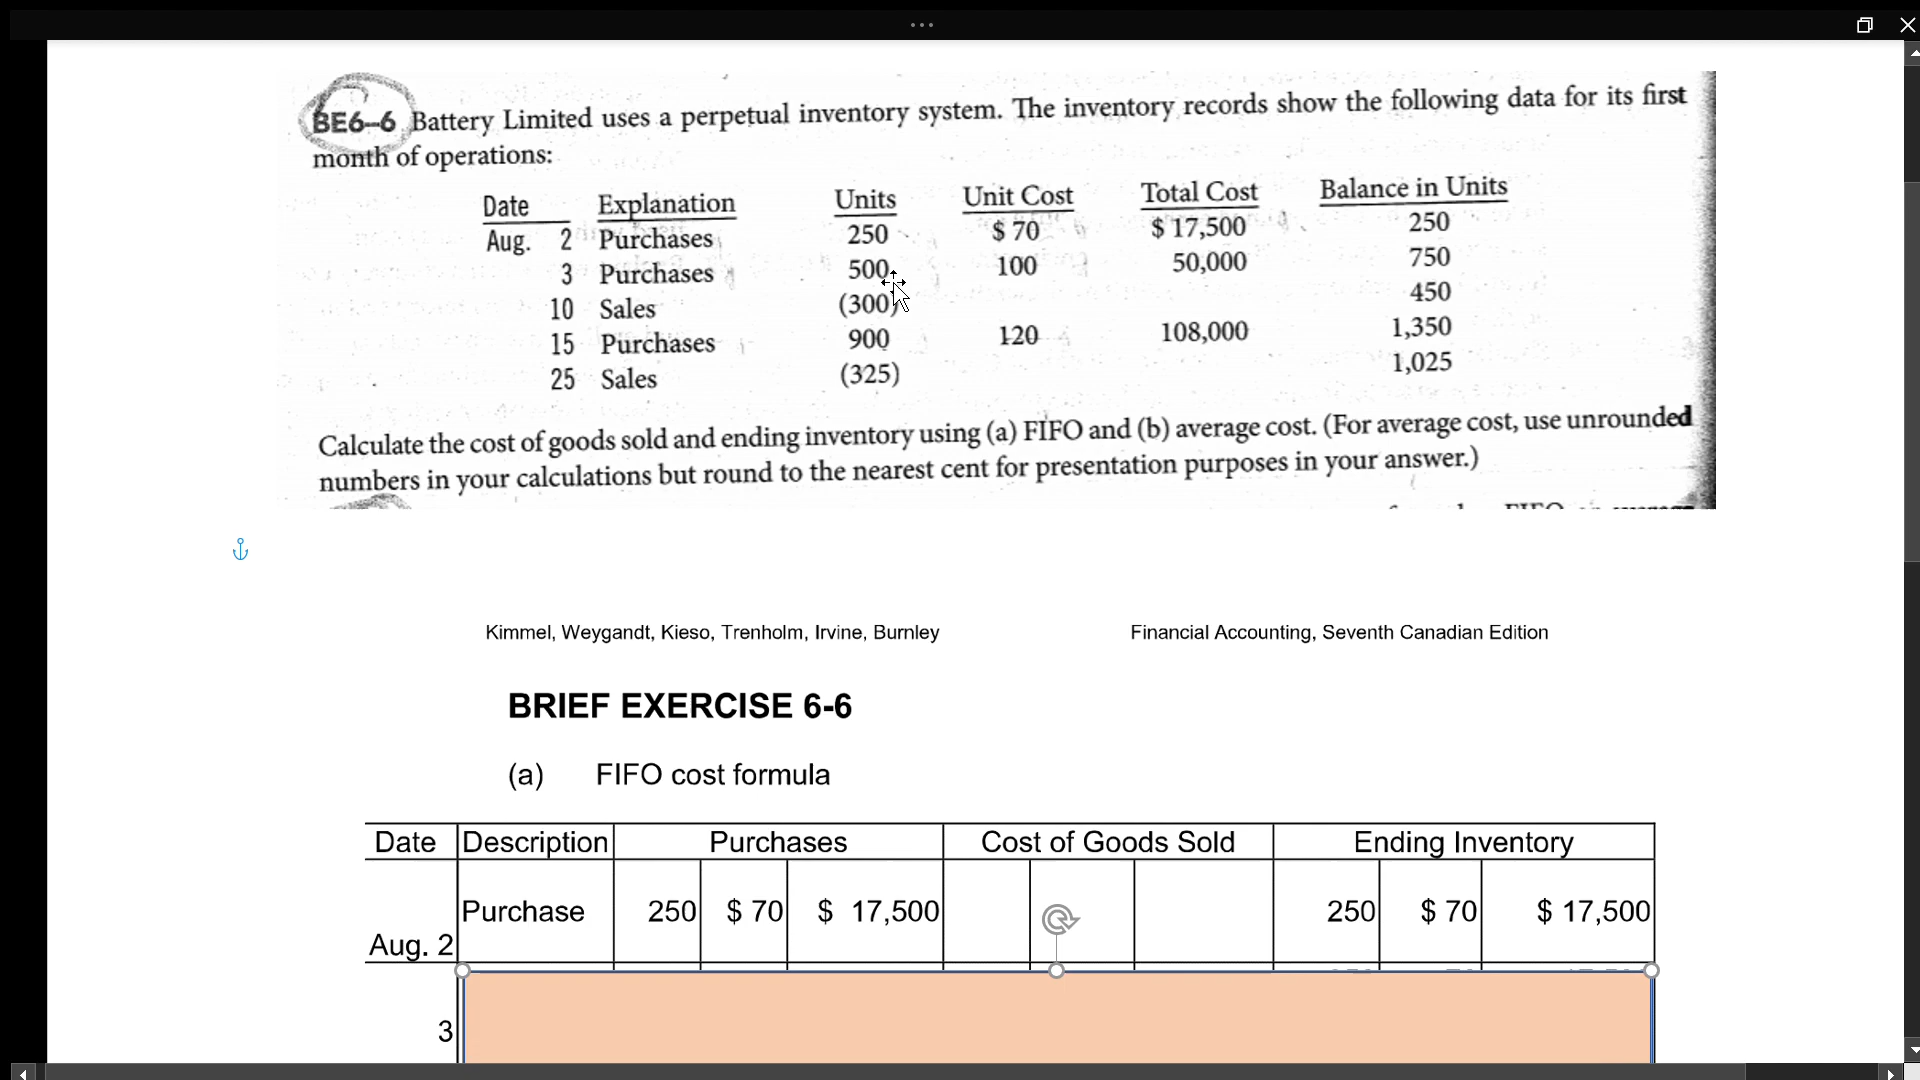 BE6–6 Battery Limited uses a perpetual inventory system. The inventory records show the following data for its first
month of operations:
Date Explanation Units Unit Cost Total Cost Balance in Units
Aug. 2 Purchases 250 $ 70 $ 17,500 250
3 Purchases 500 100 50,000 750
10 Sales (300) 450
15 Purchases 900 120 108,000 1,350
25 Sales (325) 1,025
Calculate the cost of goods sold and ending inventory using (a) FIFO and (b) average cost. (For average cost, use unrounded
numbers in your calculations but round to the nearest cent for presentation purposes in your answer.)
Kimmel, Weygandt, Kieso, Trenholm, Irvine, Burnley Financial Accounting, Seventh Canadian Edition
BRIEF EXERCISE 6-6
(a) FIFO cost formula
Date Description Purchases Cost of Goods Sold Ending Inventory
Aug. 2 Purchase 250 $ 70 $ 17,500 250 $ 70 $ 17,500
3